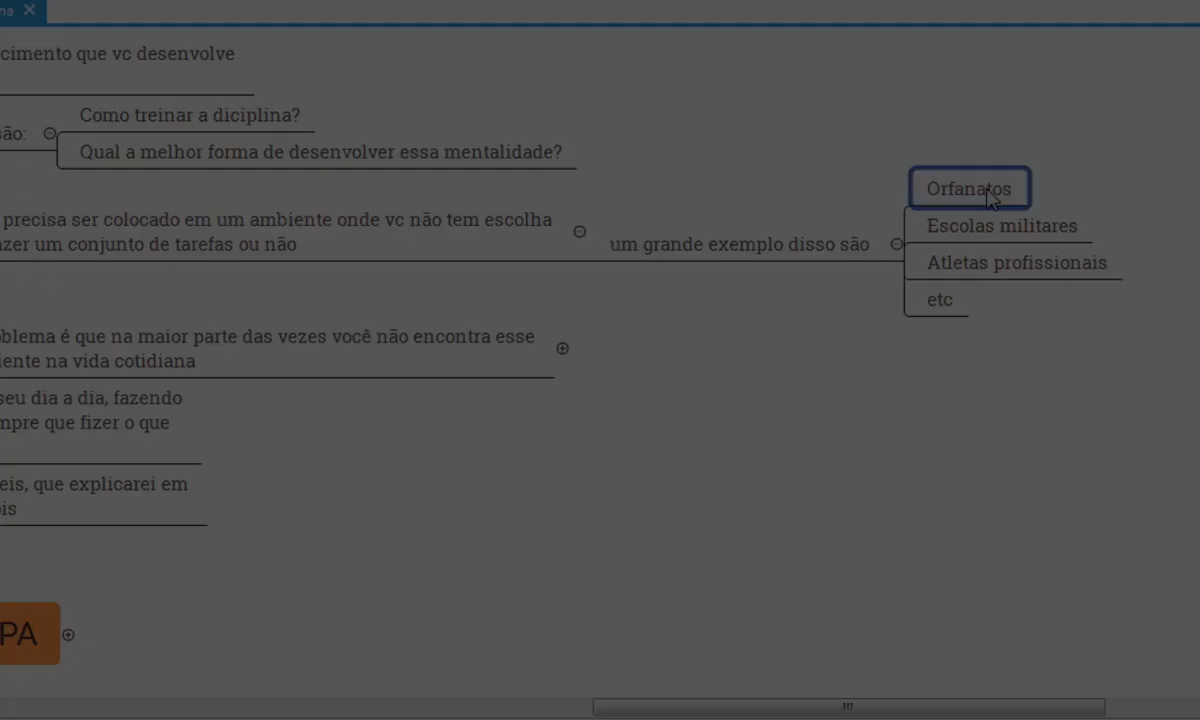 na
cimento que vc desenvolve
Como treinar a diciplina?
são:
Qual a melhor forma de desenvolver essa mentalidade?
Orfanatos
Escolas militares
Atletas profissionais
etc
precisa ser colocado em um ambiente onde vc não tem escolha
azer um conjunto de tarefas ou não
um grande exemplo disso são
oblema é que na maior parte das vezes você não encontra esse
iente na vida cotidiana
seu dia a dia, fazendo
mpre que fizer o que
eis, que explicarei em
ois
PA